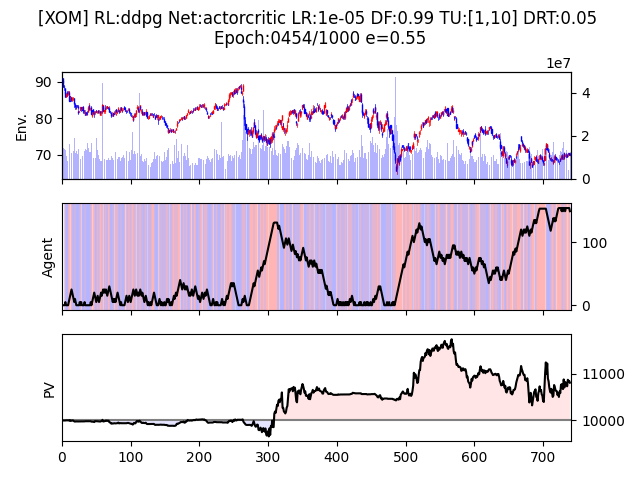 [XOM] RL:ddpg Net:actorcritic LR:1e-05 DF:0.99 TU:[1,10] DRT:0.05
Epoch:0454/1000 e=0.55
1e7
90
80
70
Env.
4
2
0
Agent
100
0
PV
11000
10000
0 100 200 300 400 500 600 700